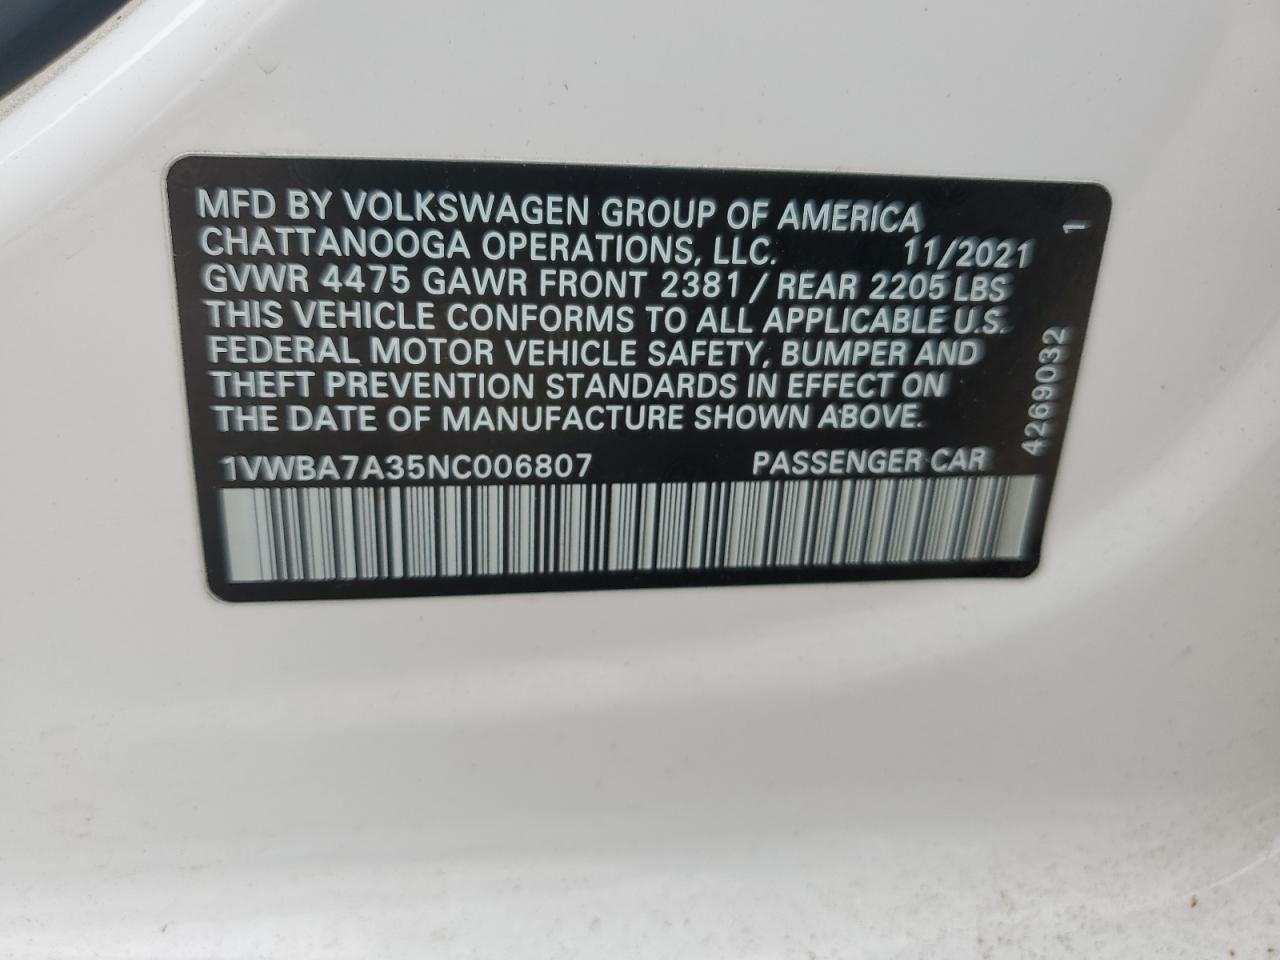 MFD BY VOLKSWAGEN GROUP OF AMERICA
CHATTANOOGA OPERATIONS, LLC. 11/2021
GVWR 4475 GAWR FRONT 2381 / REAR 2205 LBS
THIS VEHICLE CONFORMS TO ALL APPLICABLE U.S.
FEDERAL MOTOR VEHICLE SAFETY, BUMPER AND
THEFT PREVENTION STANDARDS IN EFFECT ON
THE DATE OF MANUFACTURE SHOWN ABOVE.
1VWBA7A35NC006807 PASSENGER CAR
4269032 1